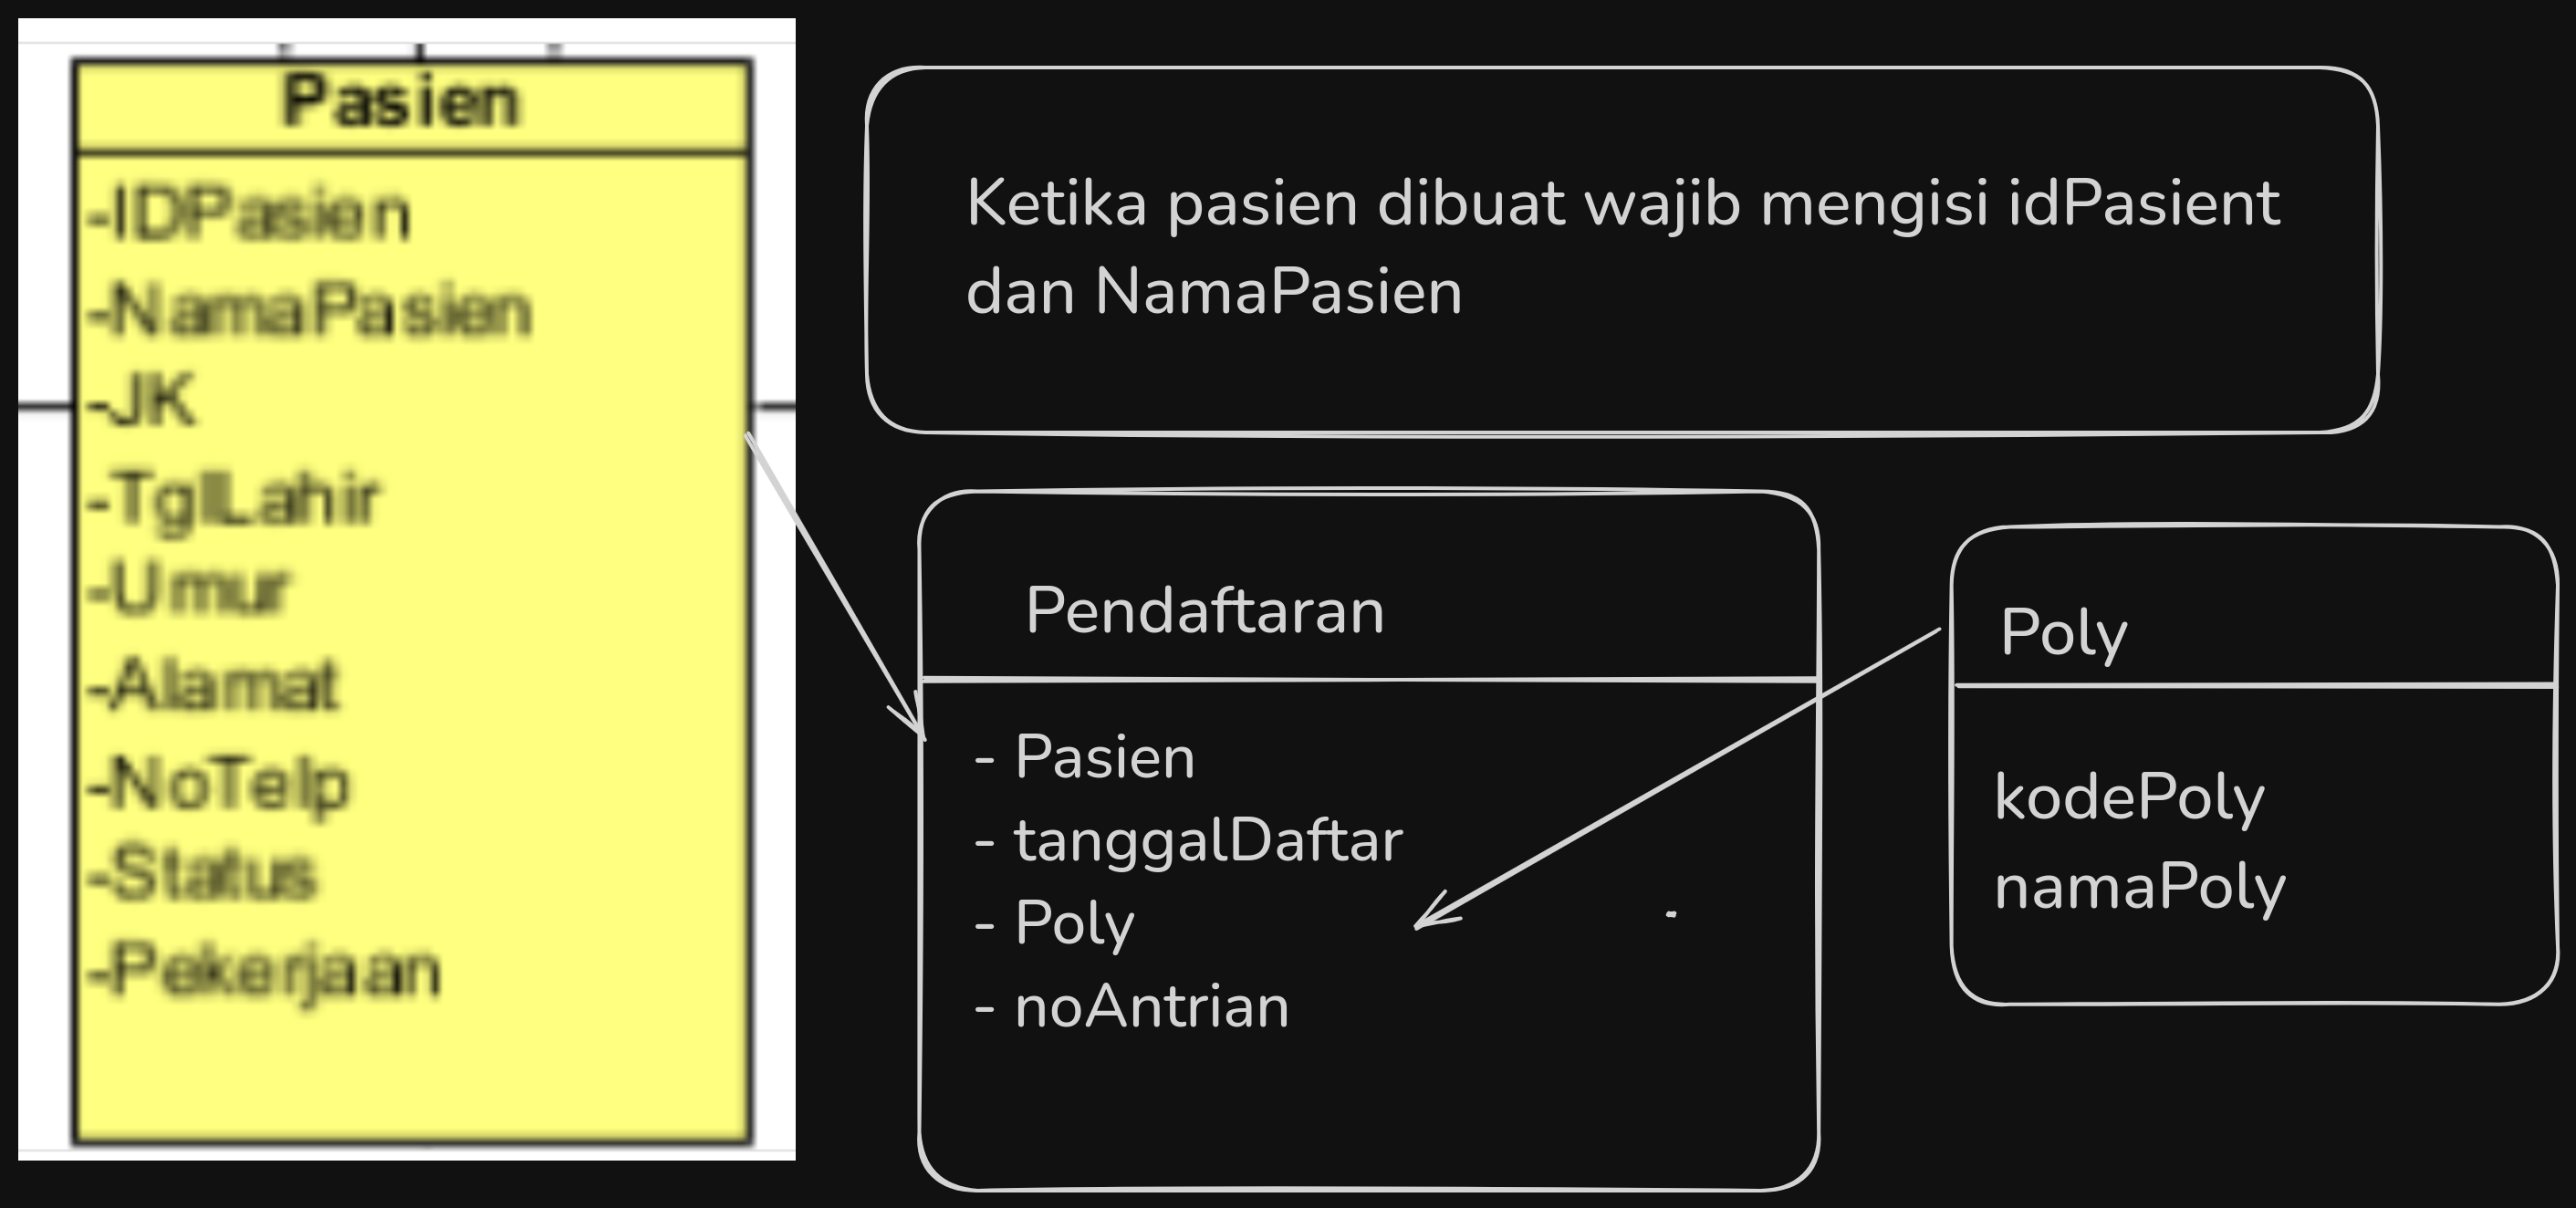 Pasien
-IDPasien
-NamaPasien
-JK
-TglLahir
-Umur
-Alamat
-NoTelp
-Status
-Pekerjaan
Ketika pasien dibuat wajib mengisi idPasient
dan NamaPasien
Pendaftaran
- Pasien
- tanggalDaftar
- Poly
- noAntrian
Poly
kodePoly
namaPoly